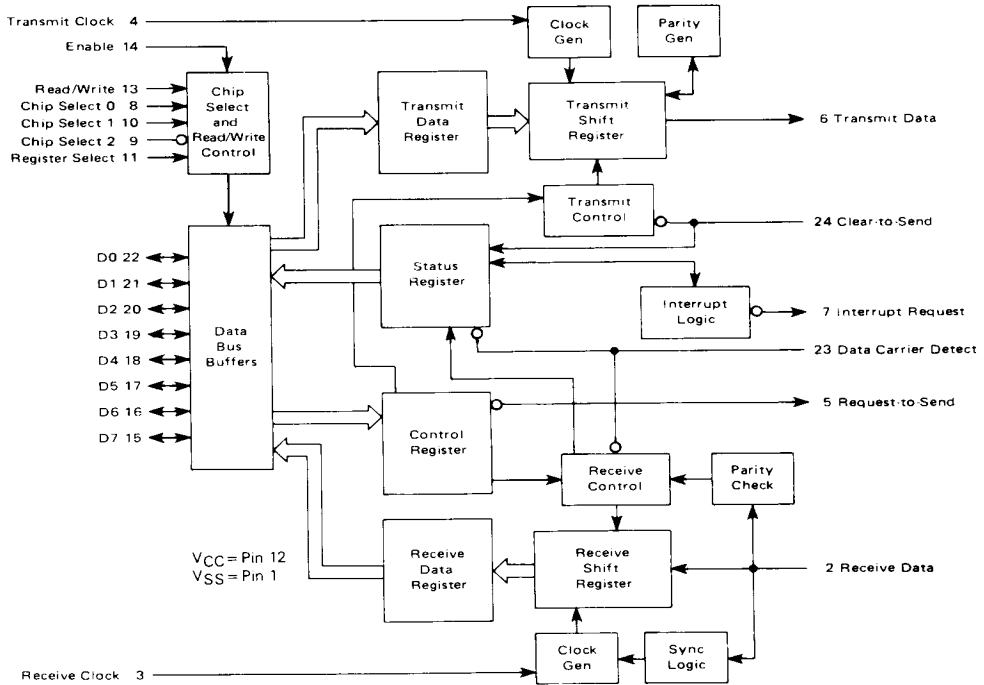 Transmit Clock 4
Clock
Gen
Parity
Gen
Enable 14
Read/Write 13
Chip Select 0 8
Chip Select 1 10
Chip Select 2 9
Register Select 11
Chip
Select
and
Read/Write
Control
Transmit
Data
Register
Transmit
Shift
Register
6 Transmit Data
Transmit
Control
24 Clear-to-Send
D0 22
D1 21
D2 20
D3 19
D4 18
D5 17
D6 16
D7 15
Data
Bus
Buffers
Status
Register
Interrupt
Logic
7 Interrupt Request
23 Data Carrier Detect
5 Request-to-Send
Control
Register
Receive
Control
Parity
Check
VCC = Pin 12
VSS = Pin 1
Receive
Data
Register
Receive
Shift
Register
2 Receive Data
Clock
Gen
Sync
Logic
Receive Clock 3